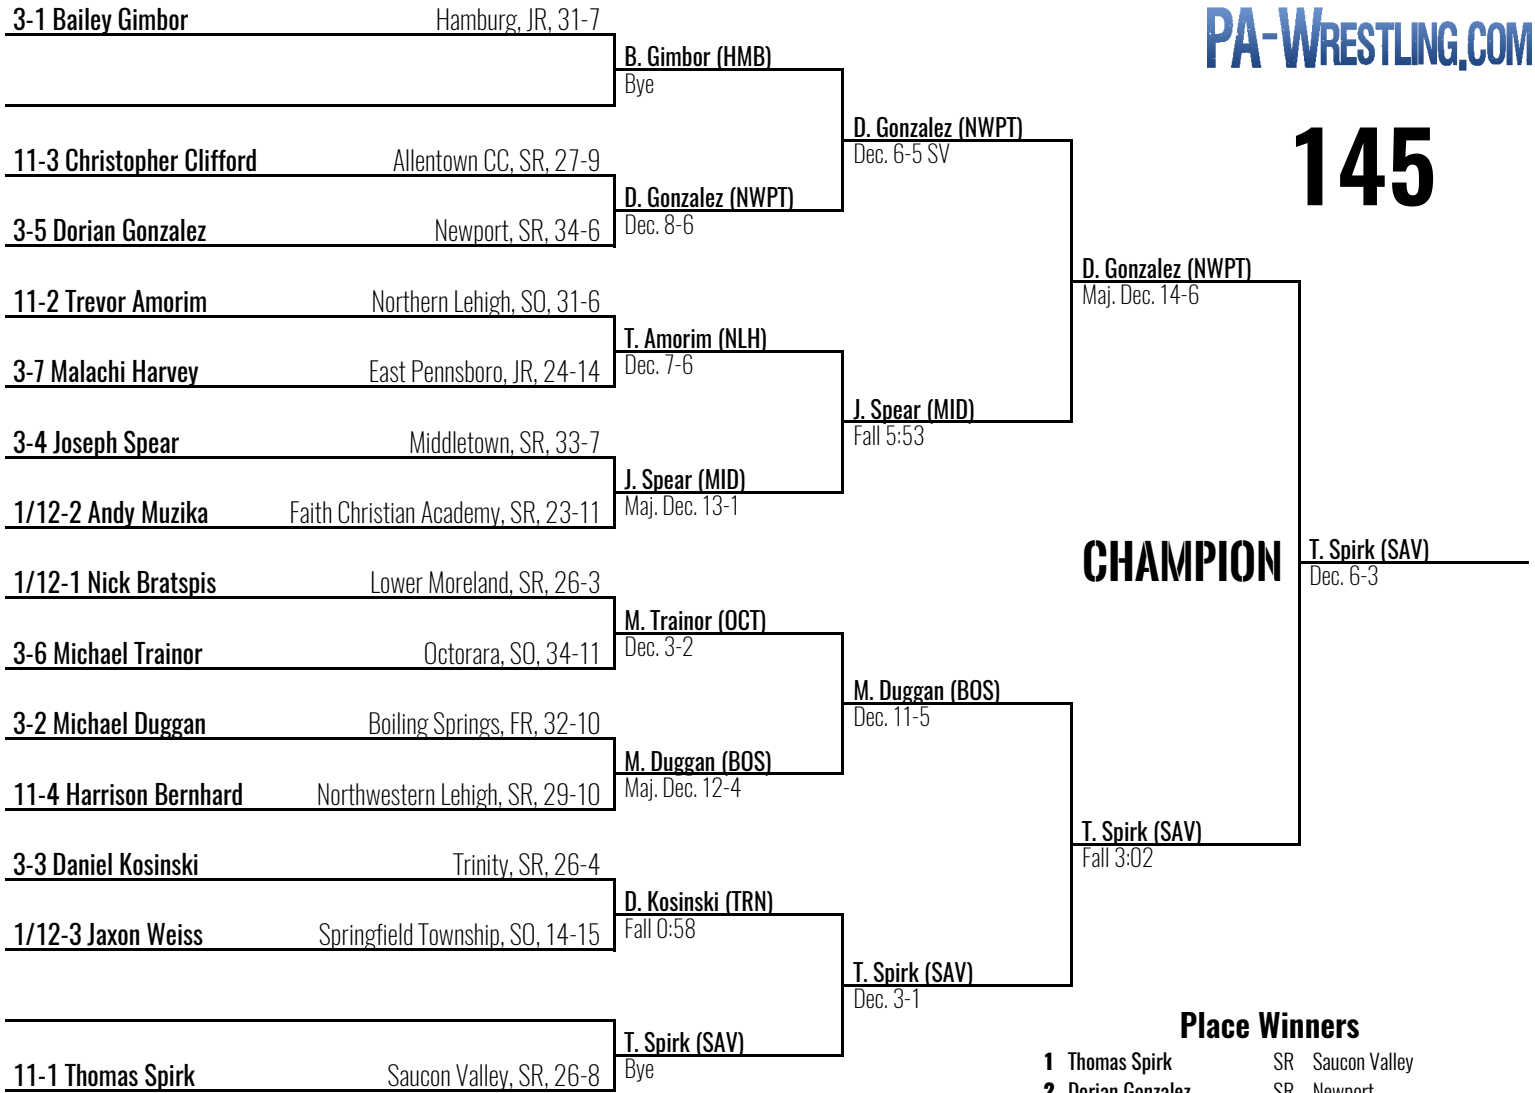 3-1 Bailey Gimbor Hamburg, JR, 31-7
PA-WRESTLING.COM
B. Gimbor (HMB)
Bye
145
D. Gonzalez (NWPT)
Dec. 6-5 SV
11-3 Christopher Clifford Allentown CC, SR, 27-9
D. Gonzalez (NWPT)
Dec. 8-6
3-5 Dorian Gonzalez Newport, SR, 34-6
D. Gonzalez (NWPT)
Maj. Dec. 14-6
11-2 Trevor Amorim Northern Lehigh, SO, 31-6
T. Amorim (NLH)
Dec. 7-6
3-7 Malachi Harvey East Pennsboro, JR, 24-14
J. Spear (MID)
Fall 5:53
3-4 Joseph Spear Middletown, SR, 33-7
J. Spear (MID)
Maj. Dec. 13-1
1/12-2 Andy Muzika Faith Christian Academy, SR, 23-11
CHAMPION
T. Spirk (SAV)
Dec. 6-3
1/12-1 Nick Bratspis Lower Moreland, SR, 26-3
M. Trainor (OCT)
Dec. 3-2
3-6 Michael Trainor Octorara, SO, 34-11
M. Duggan (BOS)
Dec. 11-5
3-2 Michael Duggan Boiling Springs, FR, 32-10
M. Duggan (BOS)
Maj. Dec. 12-4
11-4 Harrison Bernhard Northwestern Lehigh, SR, 29-10
T. Spirk (SAV)
Fall 3:02
3-3 Daniel Kosinski Trinity, SR, 26-4
D. Kosinski (TRN)
Fall 0:58
1/12-3 Jaxon Weiss Springfield Township, SO, 14-15
T. Spirk (SAV)
Dec. 3-1
T. Spirk (SAV)
Bye
11-1 Thomas Spirk Saucon Valley, SR, 26-8
Place Winners
1 Thomas Spirk SR Saucon Valley
2 Dorian Gonzalez SR Newport